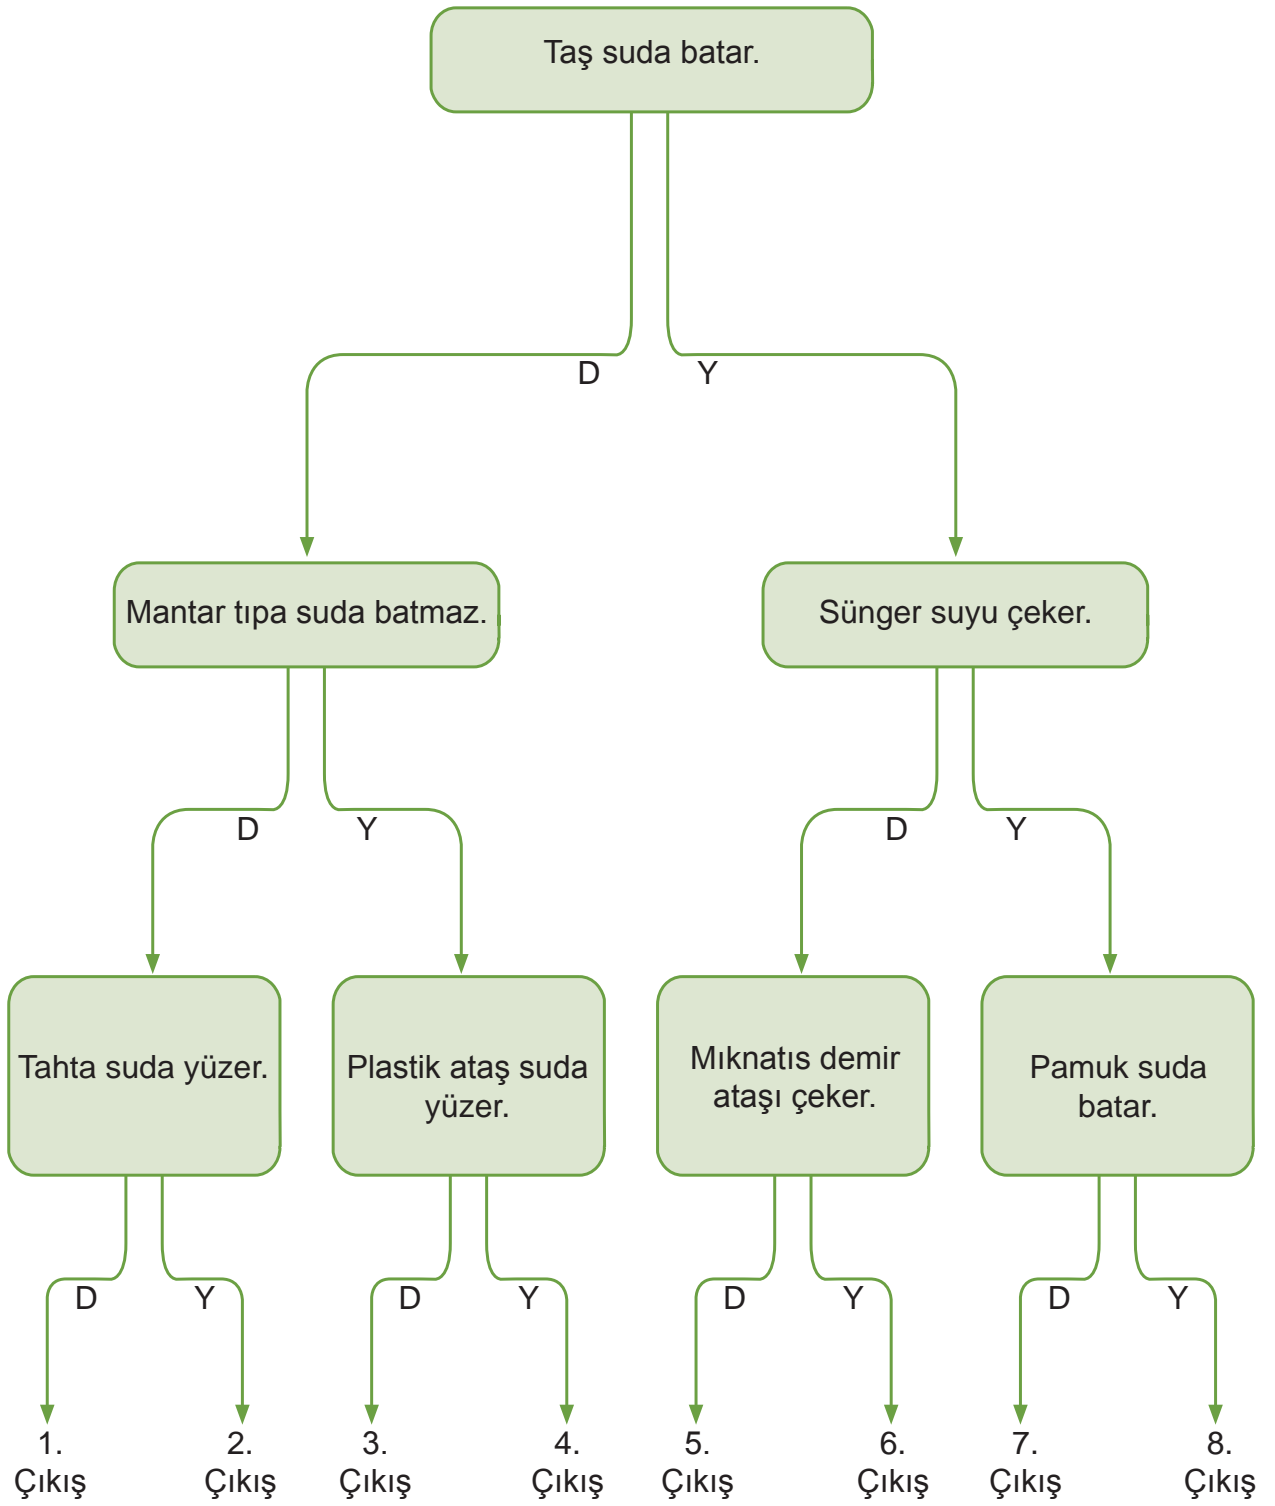 Taş suda batar.
D
Y
Mantar tıpa suda batmaz.
Sünger suyu çeker.
D
Y
D
Y
Tahta suda yüzer.
Plastik ataş suda
yüzer.
Mıknatıs demir
ataşı çeker.
Pamuk suda
batar.
D
Y
D
Y
D
Y
D
Y
1.
Çıkış
2.
Çıkış
3.
Çıkış
4.
Çıkış
5.
Çıkış
6.
Çıkış
7.
Çıkış
8.
Çıkış